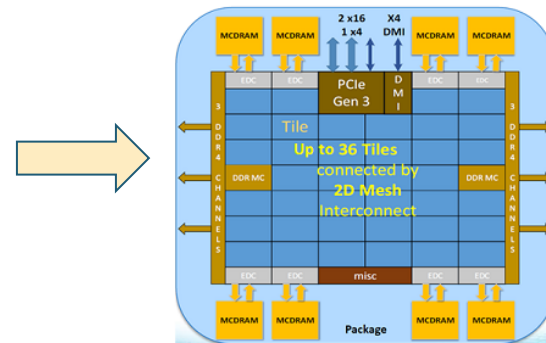 2 x16 X4
1 x4 DMI
MCDRAM MCDRAM MCDRAM MCDRAM
EDC EDC PCIe Gen 3 DMI EDC EDC
3 DDR4 CHANNELS
3 DDR4 CHANNELS
Tile
Up to 36 Tiles
connected by
DDR MC 2D Mesh DDR MC
Interconnect
EDC EDC misc EDC EDC
MCDRAM MCDRAM MCDRAM MCDRAM
Package